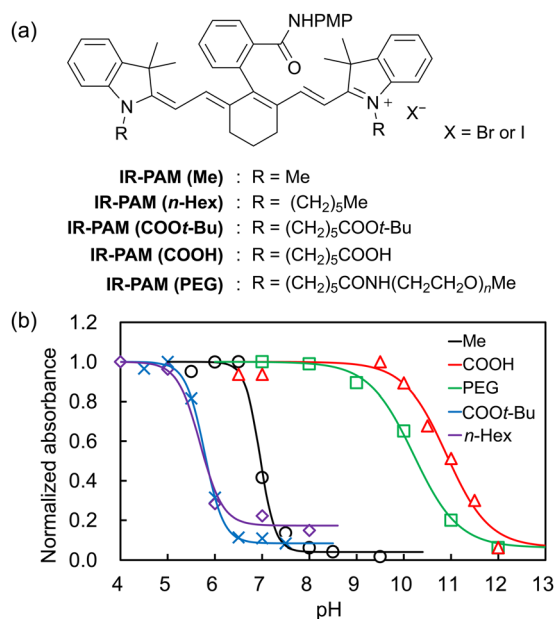 (a)
NHPMP
O
N
R
N⁺
R
X⁻
X = Br or I
IR-PAM (Me) : R = Me
IR-PAM (n-Hex) : R = (CH₂)₅Me
IR-PAM (COOt-Bu) : R = (CH₂)₅COOt-Bu
IR-PAM (COOH) : R = (CH₂)₅COOH
IR-PAM (PEG) : R = (CH₂)₅CONH(CH₂CH₂O)ₙMe
(b)
Normalized absorbance
1.2
1.0
0.8
0.6
0.4
0.2
0.0
Me
COOH
PEG
COOt-Bu
n-Hex
4 5 6 7 8 9 10 11 12 13
pH